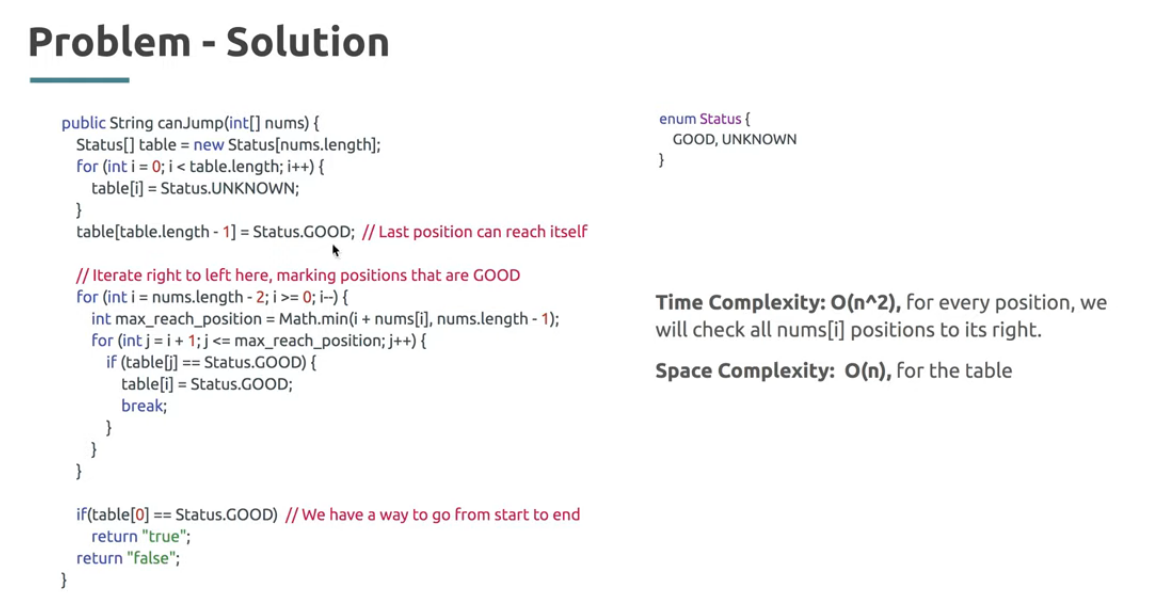 Problem - Solution
public String canJump(int[] nums) {
Status[] table = new Status[nums.length];
for (int i = 0; i < table.length; i++) {
table[i] = Status.UNKNOWN;
}
table[table.length - 1] = Status.GOOD; // Last position can reach itself
// Iterate right to left here, marking positions that are GOOD
for (int i = nums.length - 2; i >= 0; i--) {
int max_reach_position = Math.min(i + nums[i], nums.length - 1);
for (int j = i + 1; j <= max_reach_position; j++) {
if (table[j] == Status.GOOD) {
table[i] = Status.GOOD;
break;
}
}
}
if(table[0] == Status.GOOD) // We have a way to go from start to end
return "true";
return "false";
}
enum Status {
GOOD, UNKNOWN
}
Time Complexity: O(n^2), for every position, we
will check all nums[i] positions to its right.
Space Complexity: O(n), for the table